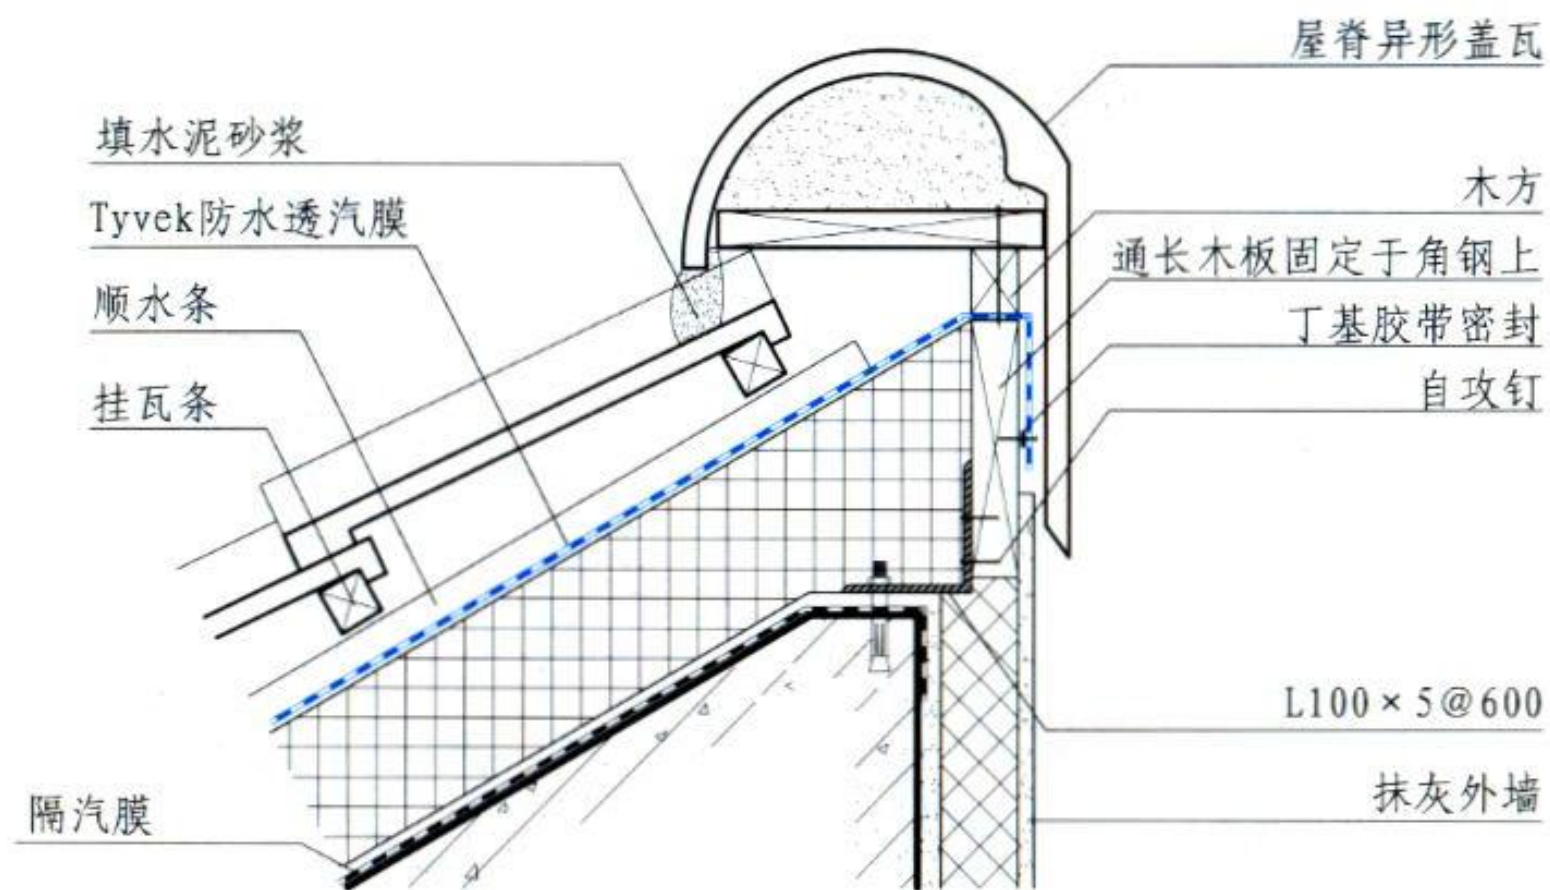 屋脊异形盖瓦
填水泥砂浆
木方
Tyvek防水透汽膜
通长木板固定于角钢上
顺水条
丁基胶带密封
自攻钉
挂瓦条
L100×5@600
隔汽膜
抹灰外墙